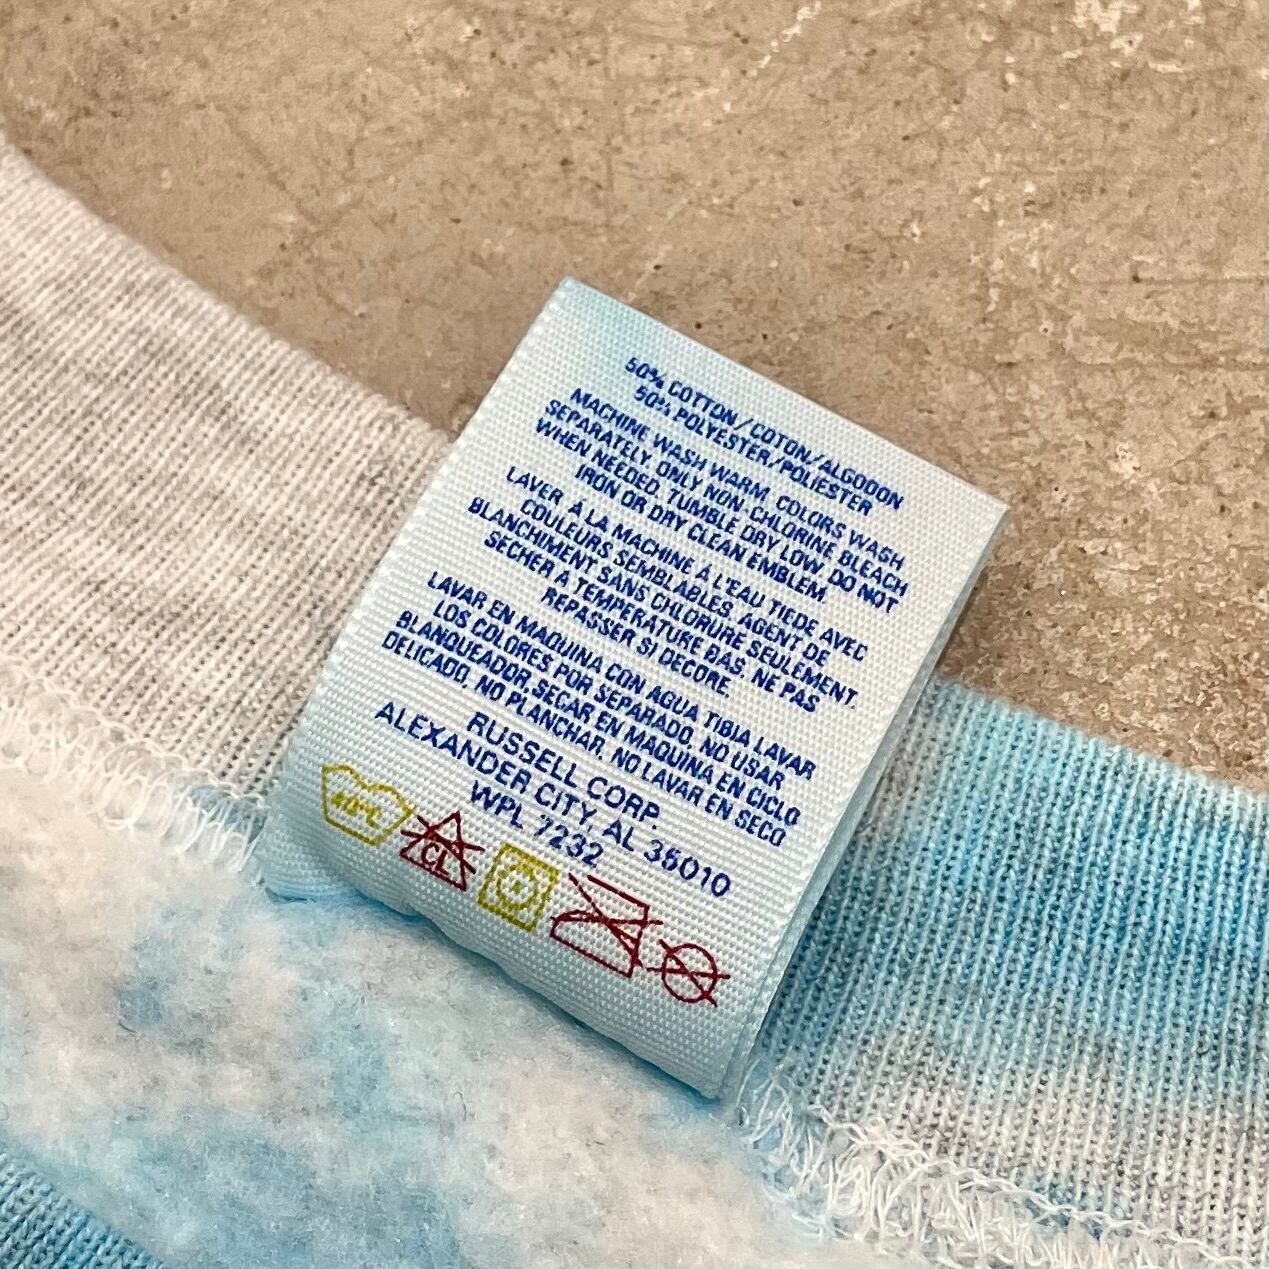 50% COTTON/COTON/ALGODON
50% POLYESTER/POLIESTER
MACHINE WASH WARM, COLORS WASH
SEPARATELY. ONLY NON-CHLORINE BLEACH
WHEN NEEDED. TUMBLE DRY LOW. DO NOT
IRON OR DRY CLEAN EMBLEM.
LAVER À LA MACHINE À L'EAU TIEDE AVEC
COULEURS SEMBLABLES. AGENT DE
BLANCHIMENT SANS CHLORURE SEULEMENT.
SECHER A TEMPERATURE BAS. NE PAS
REPASSER SI DECORE.
LAVAR EN MAQUINA CON AGUA TIBIA LAVAR
LOS COLORES POR SEPARADO, NO USAR
BLANQUEADOR, SECAR EN MAQUINA EN CICLO
DELICADO, NO PLANCHAR, NO LAVAR EN SECO
RUSSELL CORP.
ALEXANDER CITY, AL 35010
WPL 7232
40°C CL